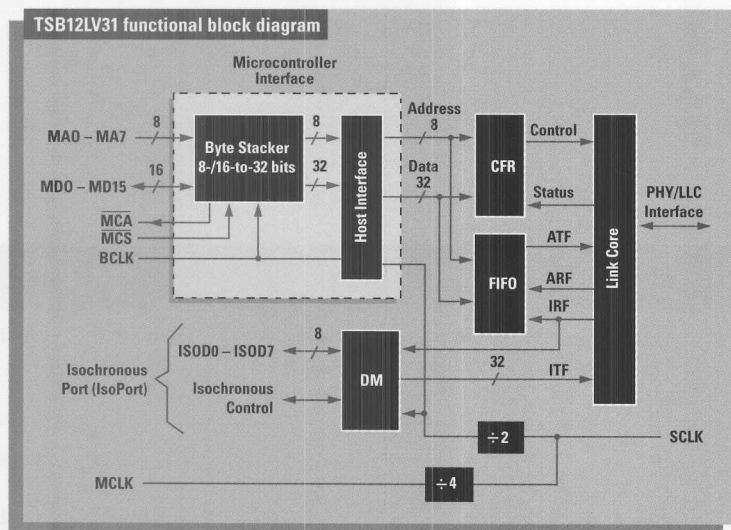 TSB12LV31 functional block diagram
Microcontroller
Interface
Address
8
8
8
Control
MA0 – MA7
Byte Stacker
8-/16-to-32 bits
Host Interface
CFR
16
32
Data
32
MD0 – MD15
Status
PHY/LLC
Interface
MCA
MCS
BCLK
ATF
FIFO
ARF
IRF
Link Core
Isochronous
Port (IsoPort)
ISOD0 – ISOD7
8
DM
32
ITF
Isochronous
Control
÷2
SCLK
MCLK
÷4